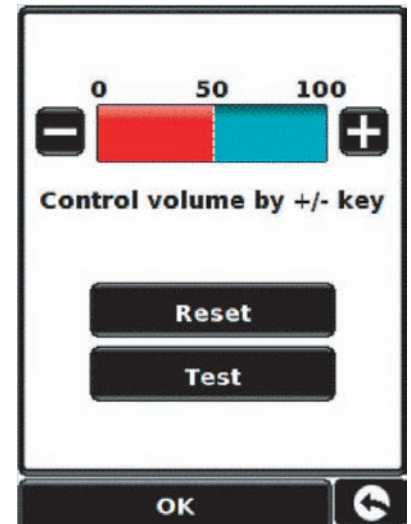 0 50 100
- +
Control volume by +/- key
Reset
Test
OK